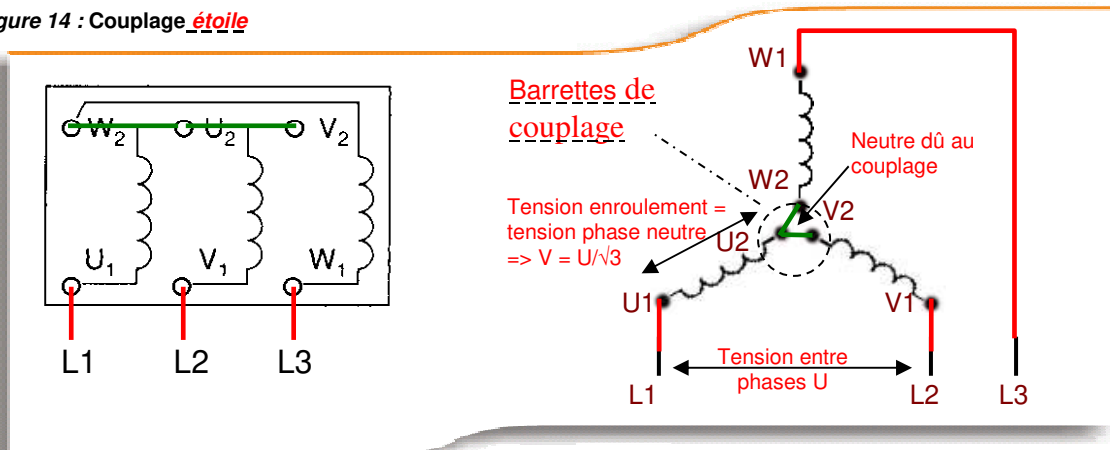 gure 14 : Couplage étoile
W2 U2 V2
U1 V1 W1
L1 L2 L3
W1
Barrettes de
couplage
Neutre dû au
couplage
W2
V2
Tension enroulement =
tension phase neutre
=> V = U/√3
U2
U1
V1
Tension entre
phases U
L1 L2 L3